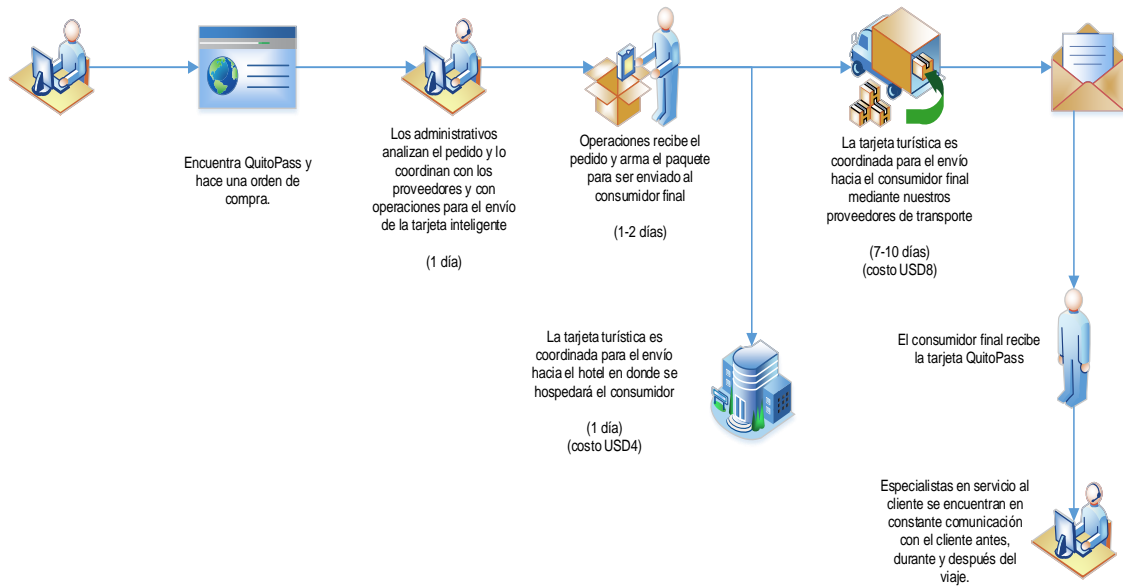 Encuentra QuitoPass y
hace una orden de
compra.
Los administrativos
analizan el pedido y lo
coordinan con los
proveedores y con
operaciones para el envío
de la tarjeta inteligente
(1 día)
Operaciones recibe el
pedido y arma el paquete
para ser enviado al
consumidor final
(1-2 días)
La tarjeta turística es
coordinada para el envío
hacia el consumidor final
mediante nuestros
proveedores de transporte
(7-10 días)
(costo USD8)
La tarjeta turística es
coordinada para el envío
hacia el hotel en donde se
hospedará el consumidor
(1 día)
(costo USD4)
El consumidor final recibe
la tarjeta QuitoPass
Especialistas en servicio al
cliente se encuentran en
constante comunicación
con el cliente antes,
durante y después del
viaje.